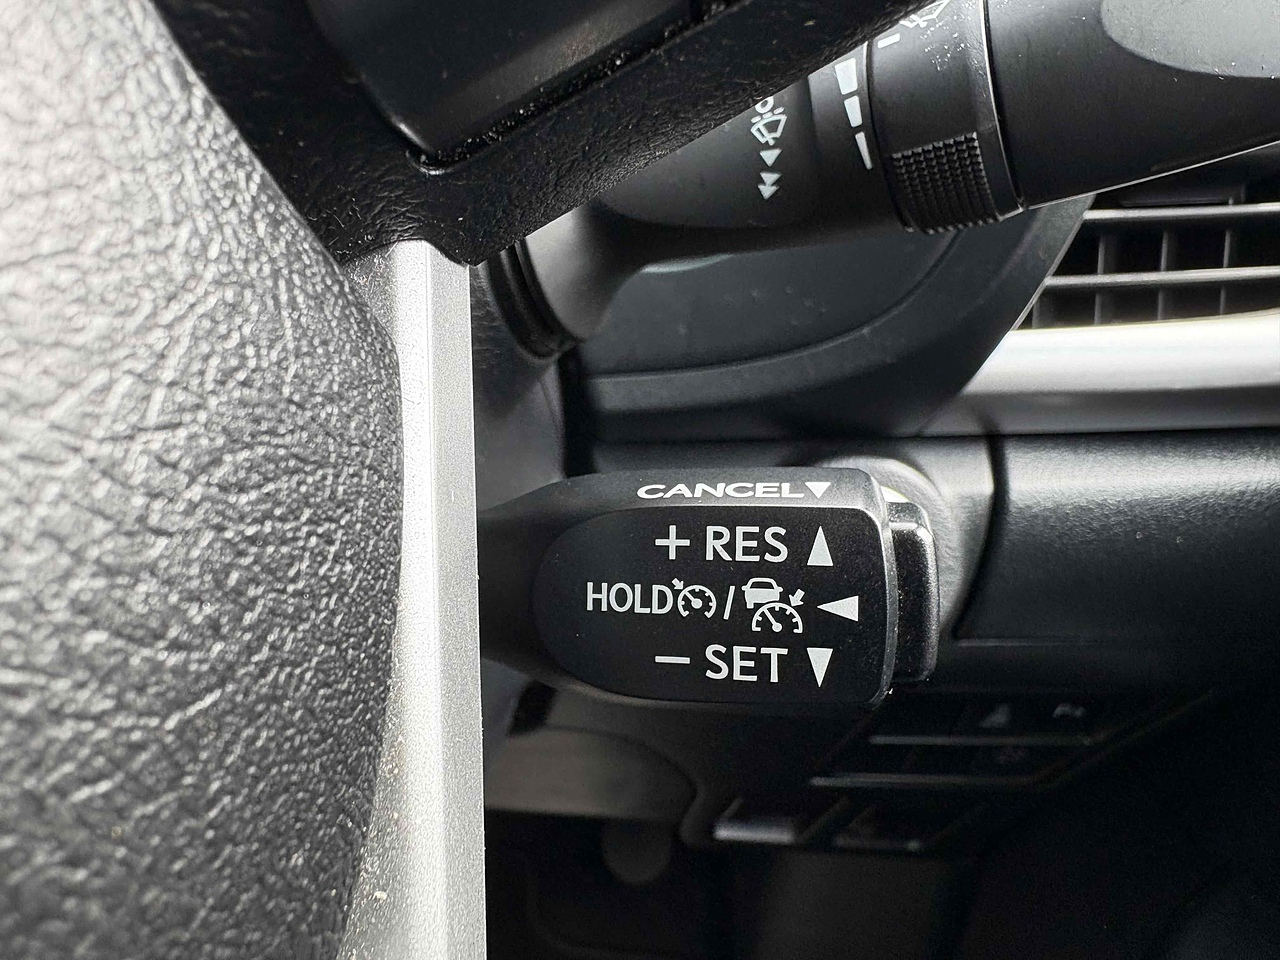 CANCEL▼
+ RES ▲
HOLD / ◀
− SET ▼